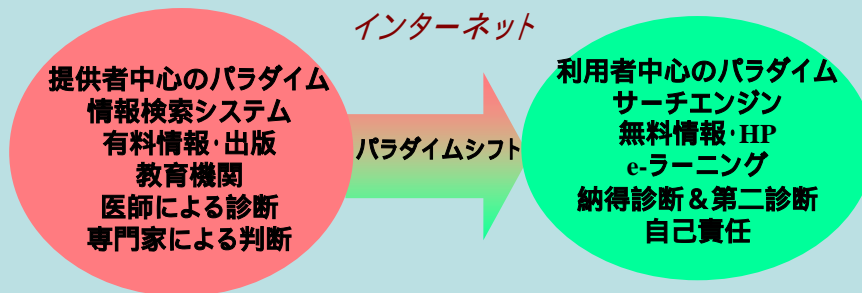 インターネット
提供者中心のパラダイム
情報検索システム
有料情報・出版
教育機関
医師による診断
専門家による判断
パラダイムシフト
利用者中心のパラダイム
サーチエンジン
無料情報・HP
e-ラーニング
納得診断&第二診断
自己責任